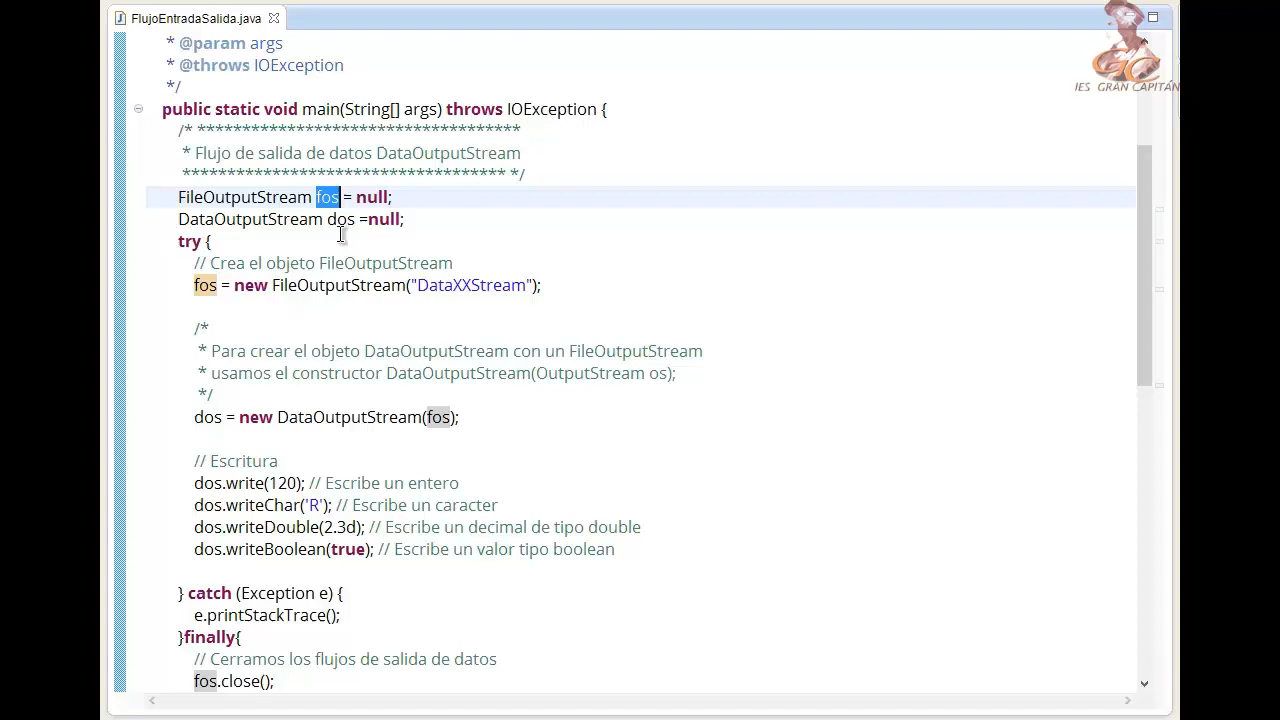 FlujoEntradaSalida.java
* @param args
* @throws IOException
*/
public static void main(String[] args) throws IOException {
/* ***********************************
* Flujo de salida de datos DataOutputStream
********************************** */
FileOutputStream fos = null;
DataOutputStream dos =null;
try {
// Crea el objeto FileOutputStream
fos = new FileOutputStream("DataXXStream");
/*
* Para crear el objeto DataOutputStream con un FileOutputStream
* usamos el constructor DataOutputStream(OutputStream os);
*/
dos = new DataOutputStream(fos);
// Escritura
dos.write(120); // Escribe un entero
dos.writeChar('R'); // Escribe un caracter
dos.writeDouble(2.3d); // Escribe un decimal de tipo double
dos.writeBoolean(true); // Escribe un valor tipo boolean
} catch (Exception e) {
e.printStackTrace();
}finally{
// Cerramos los flujos de salida de datos
fos.close();
GC
IES GRAN CAPITÁN